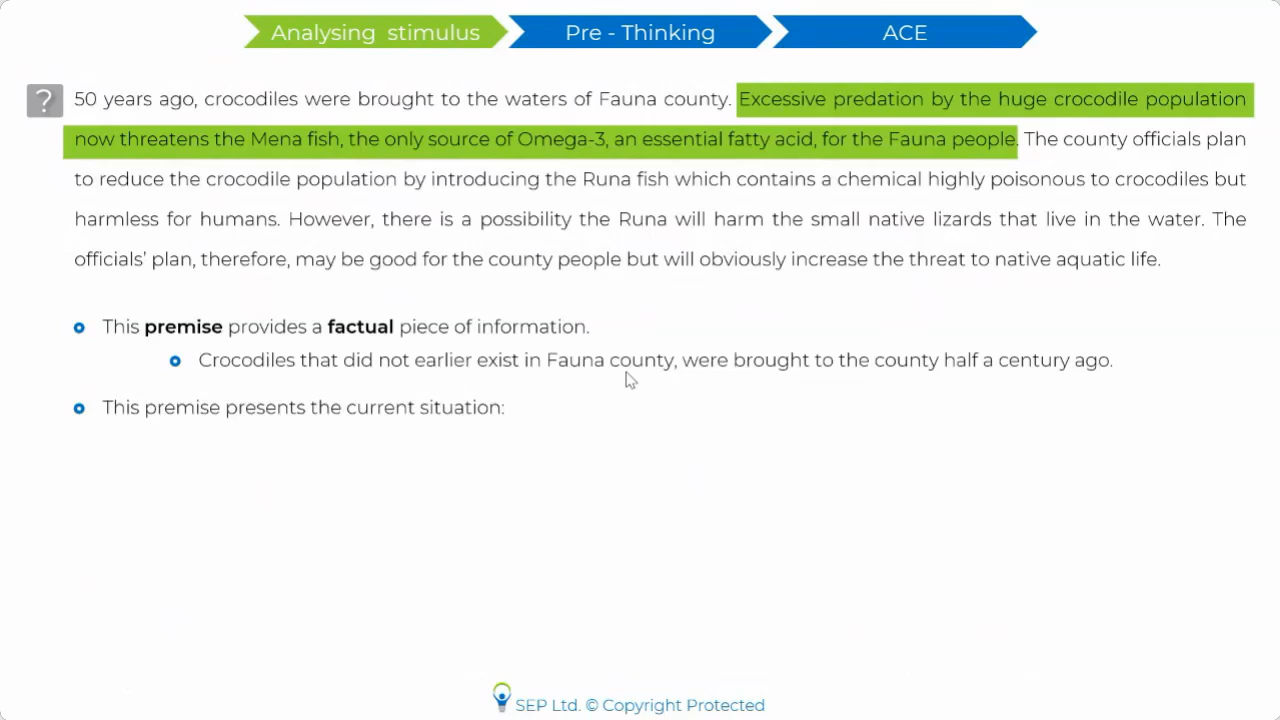 Analysing stimulus
Pre - Thinking
ACE
?
50 years ago, crocodiles were brought to the waters of Fauna county. Excessive predation by the huge crocodile population
now threatens the Mena fish, the only source of Omega-3, an essential fatty acid, for the Fauna people. The county officials plan
to reduce the crocodile population by introducing the Runa fish which contains a chemical highly poisonous to crocodiles but
harmless for humans. However, there is a possibility the Runa will harm the small native lizards that live in the water. The
officials' plan, therefore, may be good for the county people but will obviously increase the threat to native aquatic life.
This premise provides a factual piece of information.
Crocodiles that did not earlier exist in Fauna county, were brought to the county half a century ago.
This premise presents the current situation:
SEP Ltd. © Copyright Protected